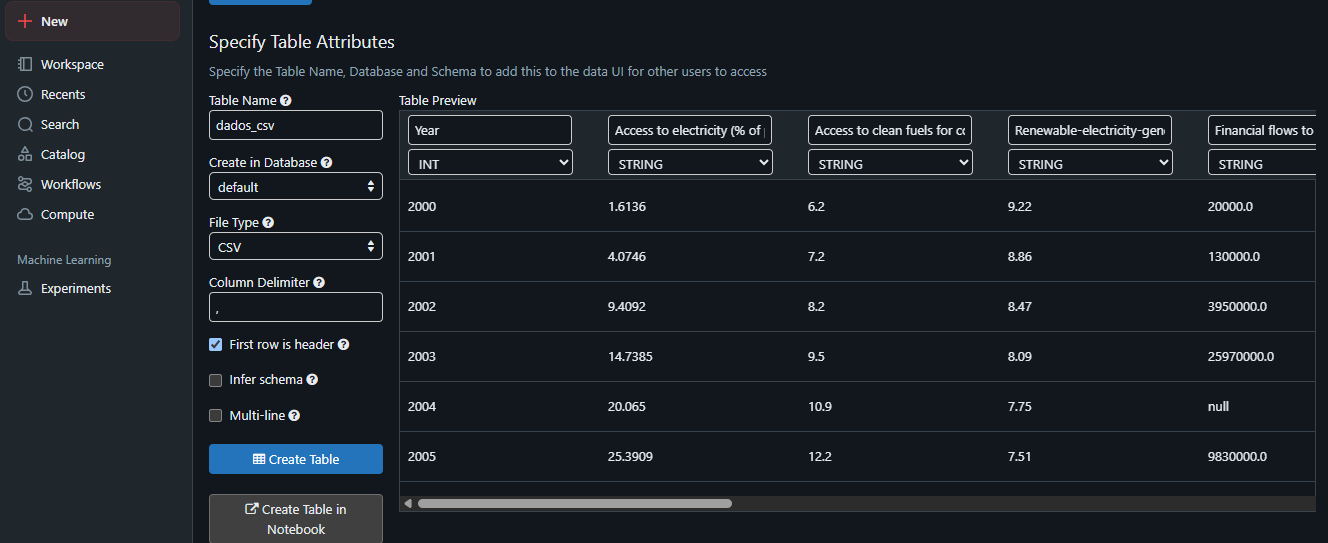 New
Workspace
Recents
Search
Catalog
Workflows
Compute
Machine Learning
Experiments
Specify Table Attributes
Specify the Table Name, Database and Schema to add this to the data UI for other users to access
Table Name
dados_csv
Create in Database
default
File Type
CSV
Column Delimiter
,
First row is header
Infer schema
Multi-line
Create Table
Create Table in
Notebook
Table Preview
Year Access to electricity (% of Access to clean fuels for Renewable-electricity-gen Financial flows to
INT STRING STRING STRING STRING
2000 1.6136 6.2 9.22 20000.0
2001 4.0746 7.2 8.86 130000.0
2002 9.4092 8.2 8.47 3950000.0
2003 14.7385 9.5 8.09 25970000.0
2004 20.065 10.9 7.75 null
2005 25.3909 12.2 7.51 9830000.0